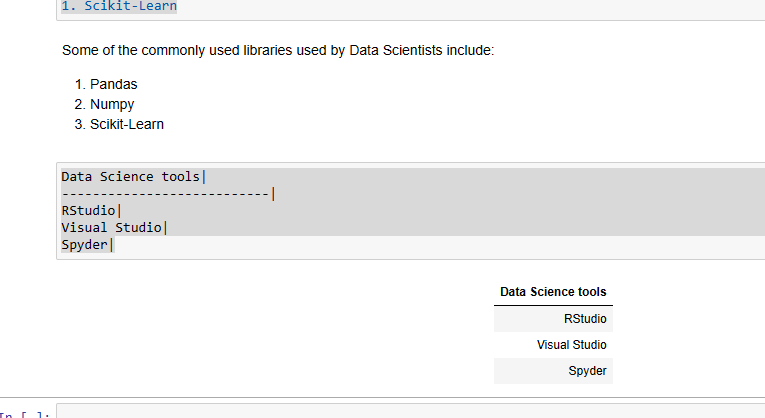 1. Scikit-Learn
Some of the commonly used libraries used by Data Scientists include:
1. Pandas
2. Numpy
3. Scikit-Learn
Data Science tools|
---------------------------|
RStudio|
Visual Studio|
Spyder|
Data Science tools
RStudio
Visual Studio
Spyder
In [ ]: